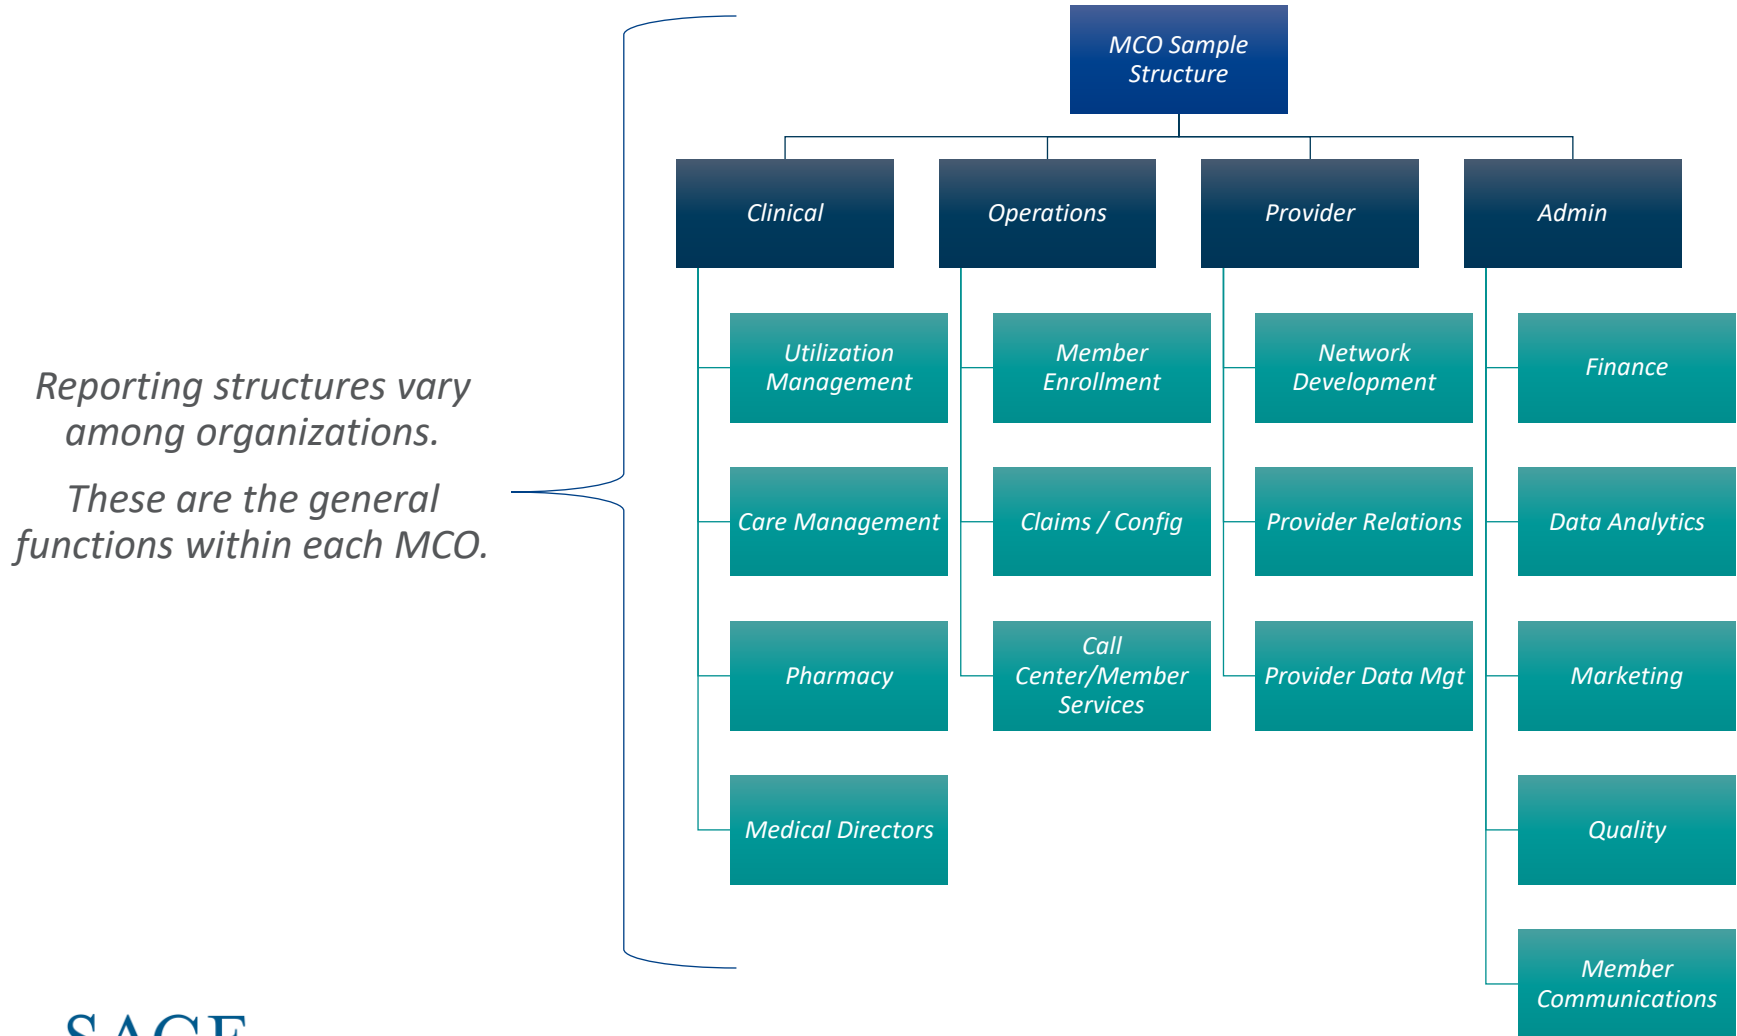 MCO Sample
Structure
Clinical
Operations
Provider
Admin
Reporting structures vary
among organizations.
These are the general
functions within each MCO.
Utilization
Management
Care Management
Pharmacy
Medical Directors
Member
Enrollment
Claims / Config
Call
Center/Member
Services
Network
Development
Provider Relations
Provider Data Mgt
Finance
Data Analytics
Marketing
Quality
Member
Communications
SAGE